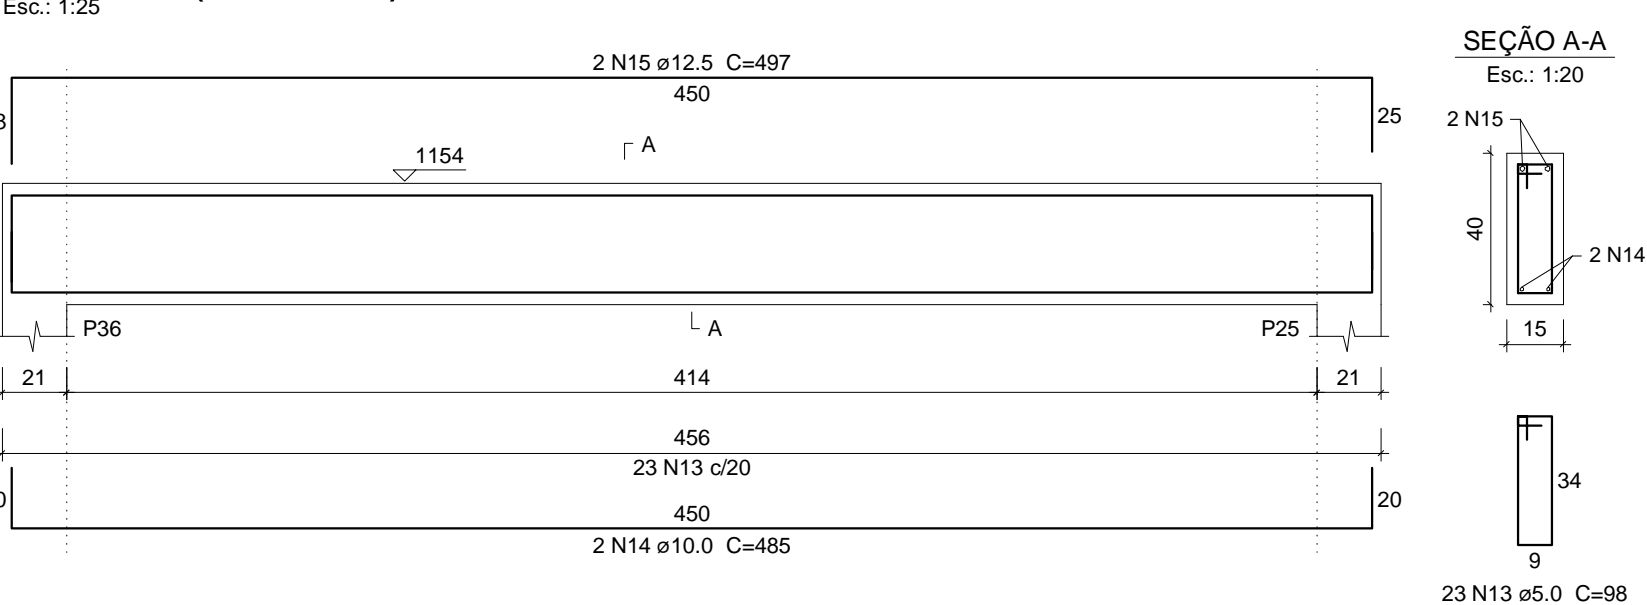 Esc.: 1:25
2 N15 ø12.5 C=497
450
25
A
1154
P36
A
P25
21
414
21
456
23 N13 c/20
450
20
2 N14 ø10.0 C=485
SEÇÃO A-A
Esc.: 1:20
2 N15
40
2 N14
15
34
9
23 N13 ø5.0 C=98